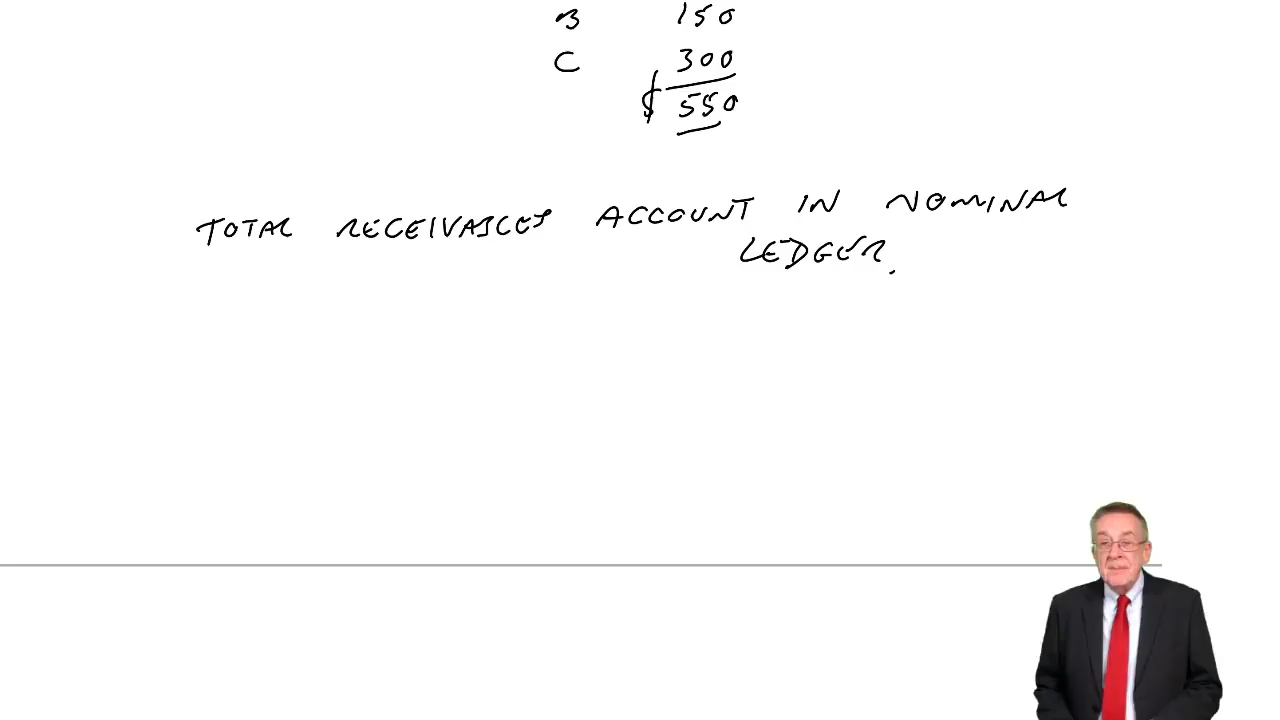 B 150
C 300
$ 550
TOTAL RECEIVABLES ACCOUNT IN NOMINAL
LEDGER.